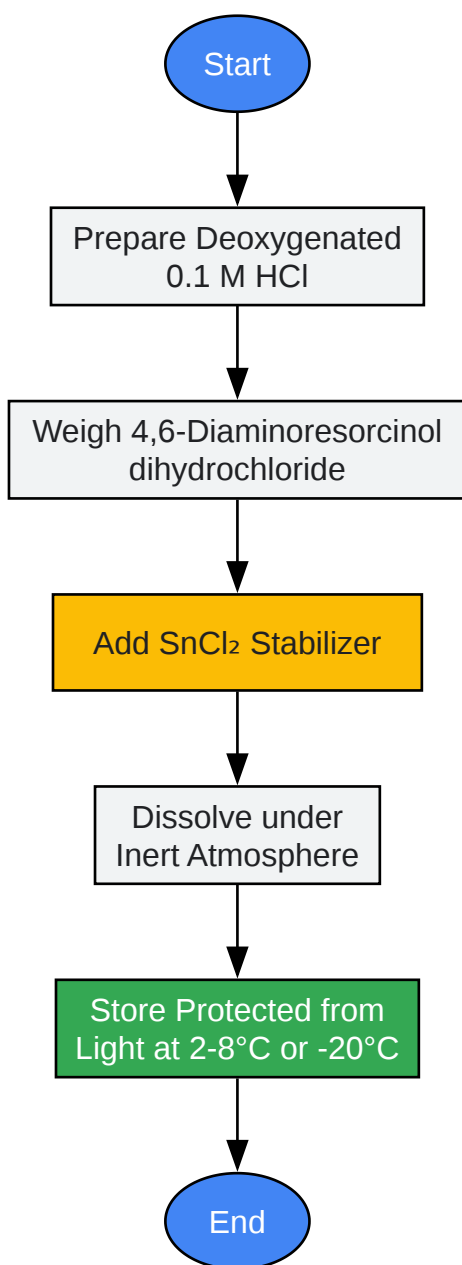 Start
Prepare Deoxygenated
0.1 M HCl
Weigh 4,6-Diaminoresorcinol
dihydrochloride
Add SnCl₂ Stabilizer
Dissolve under
Inert Atmosphere
Store Protected from
Light at 2-8°C or -20°C
End